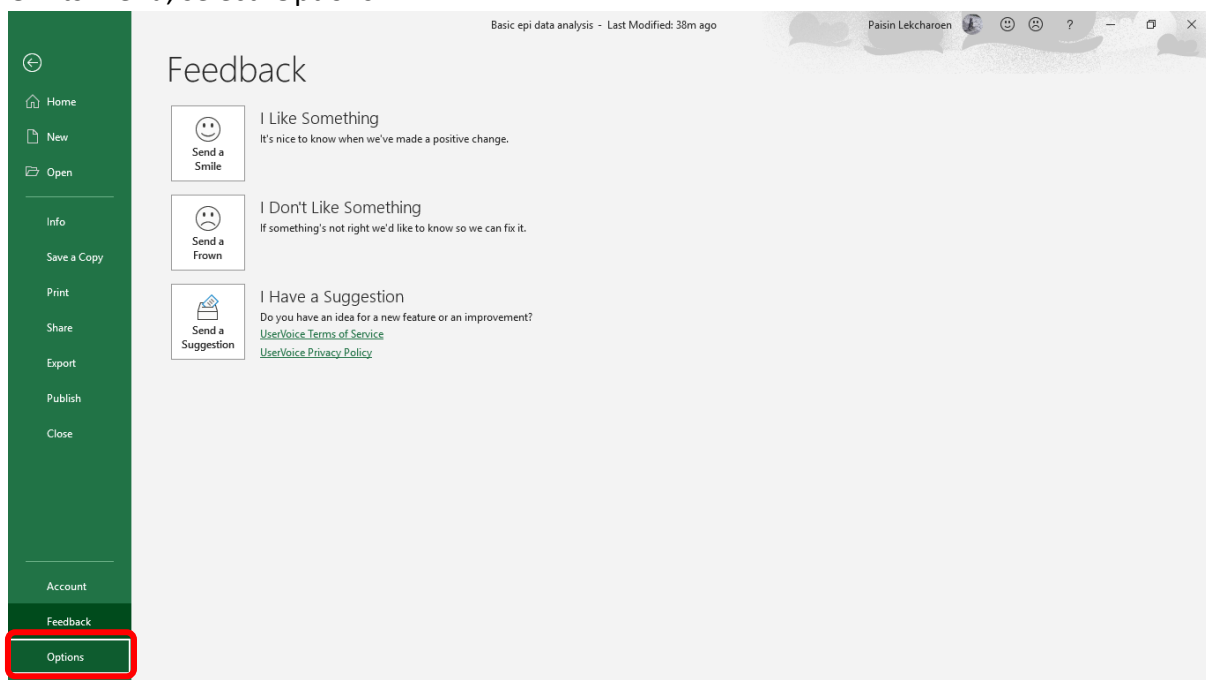 Basic epi data analysis - Last Modified: 38m ago
Paisin Lekcharoen
?
Feedback
Home
New
Open
Info
Save a Copy
Print
Share
Export
Publish
Close
Account
Feedback
Options
Send a
Smile
I Like Something
It's nice to know when we've made a positive change.
Send a
Frown
I Don't Like Something
If something's not right we'd like to know so we can fix it.
Send a
Suggestion
I Have a Suggestion
Do you have an idea for a new feature or an improvement?
UserVoice Terms of Service
UserVoice Privacy Policy